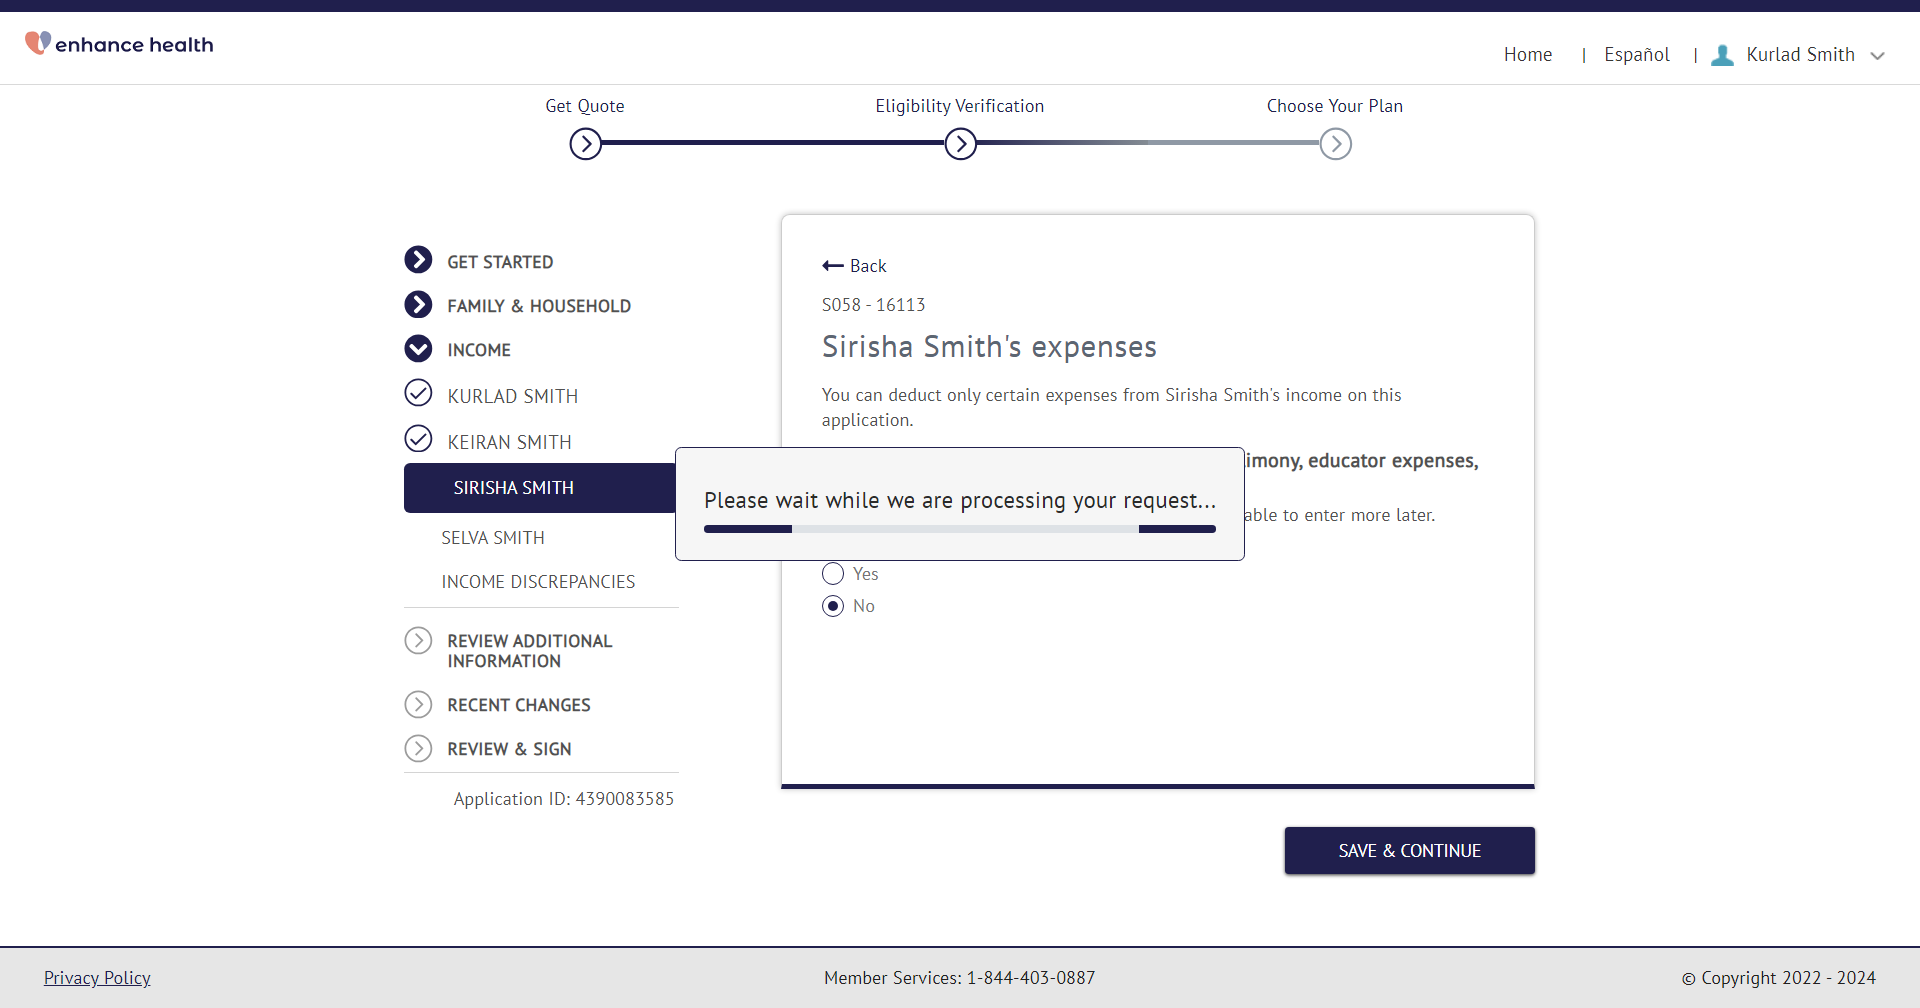 enhance health
Home | Español | Kurlad Smith
Get Quote
Eligibility Verification
Choose Your Plan
GET STARTED
FAMILY & HOUSEHOLD
INCOME
KURLAD SMITH
KEIRAN SMITH
SIRISHA SMITH
SELVA SMITH
INCOME DISCREPANCIES
REVIEW ADDITIONAL
INFORMATION
RECENT CHANGES
REVIEW & SIGN
Application ID: 4390083585
Back
S058 - 16113
Sirisha Smith's expenses
You can deduct only certain expenses from Sirisha Smith's income on this
application.
educator expenses,
Please wait while we are processing your request...
able to enter more later.
Yes
No
SAVE & CONTINUE
Privacy Policy
Member Services: 1-844-403-0887
© Copyright 2022 - 2024